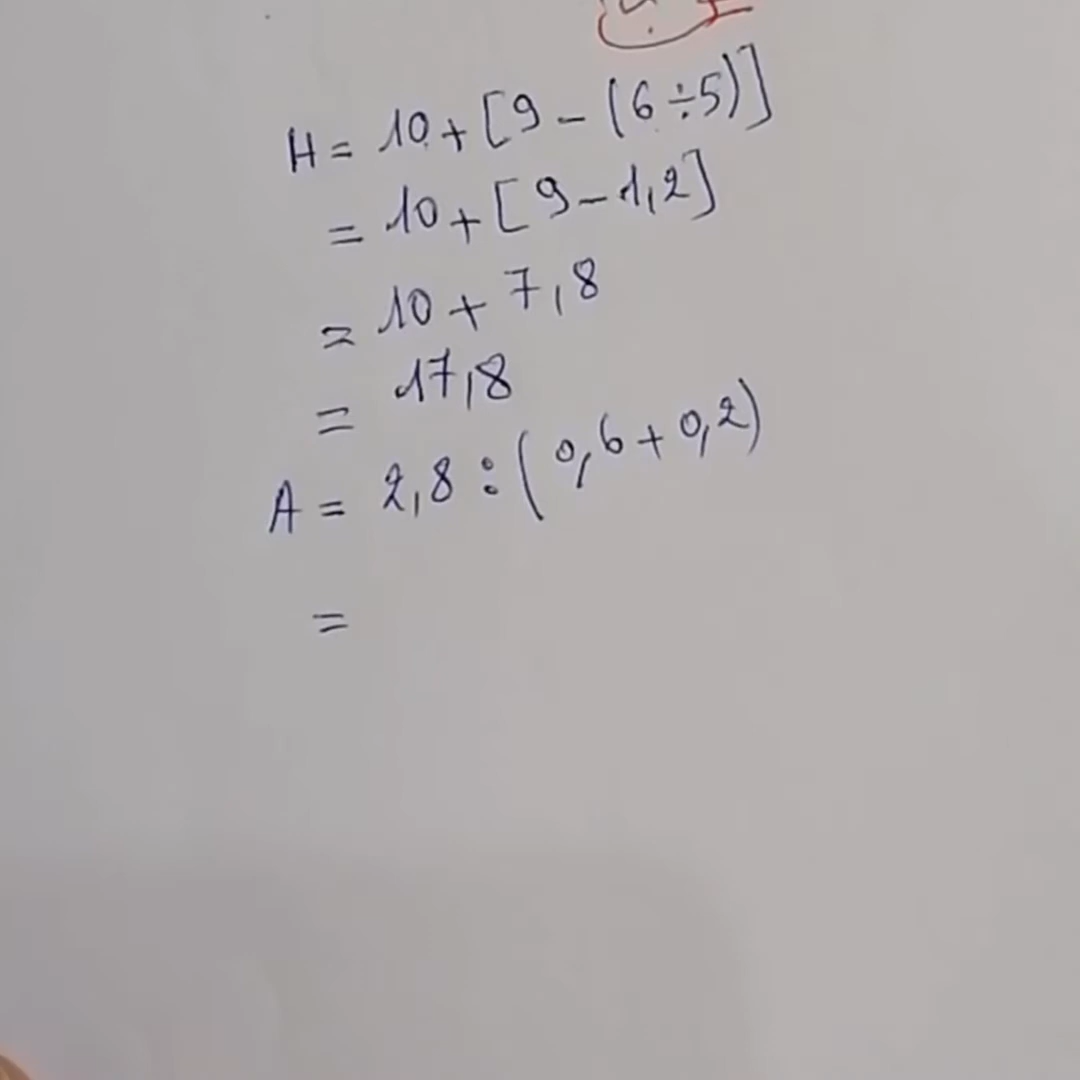 H = 10 + [9 - (6 ÷ 5)]
= 10 + [9 - 1,2]
= 10 + 7,8
= 17,8
A = 2,8 : (0,6 + 0,2)
=